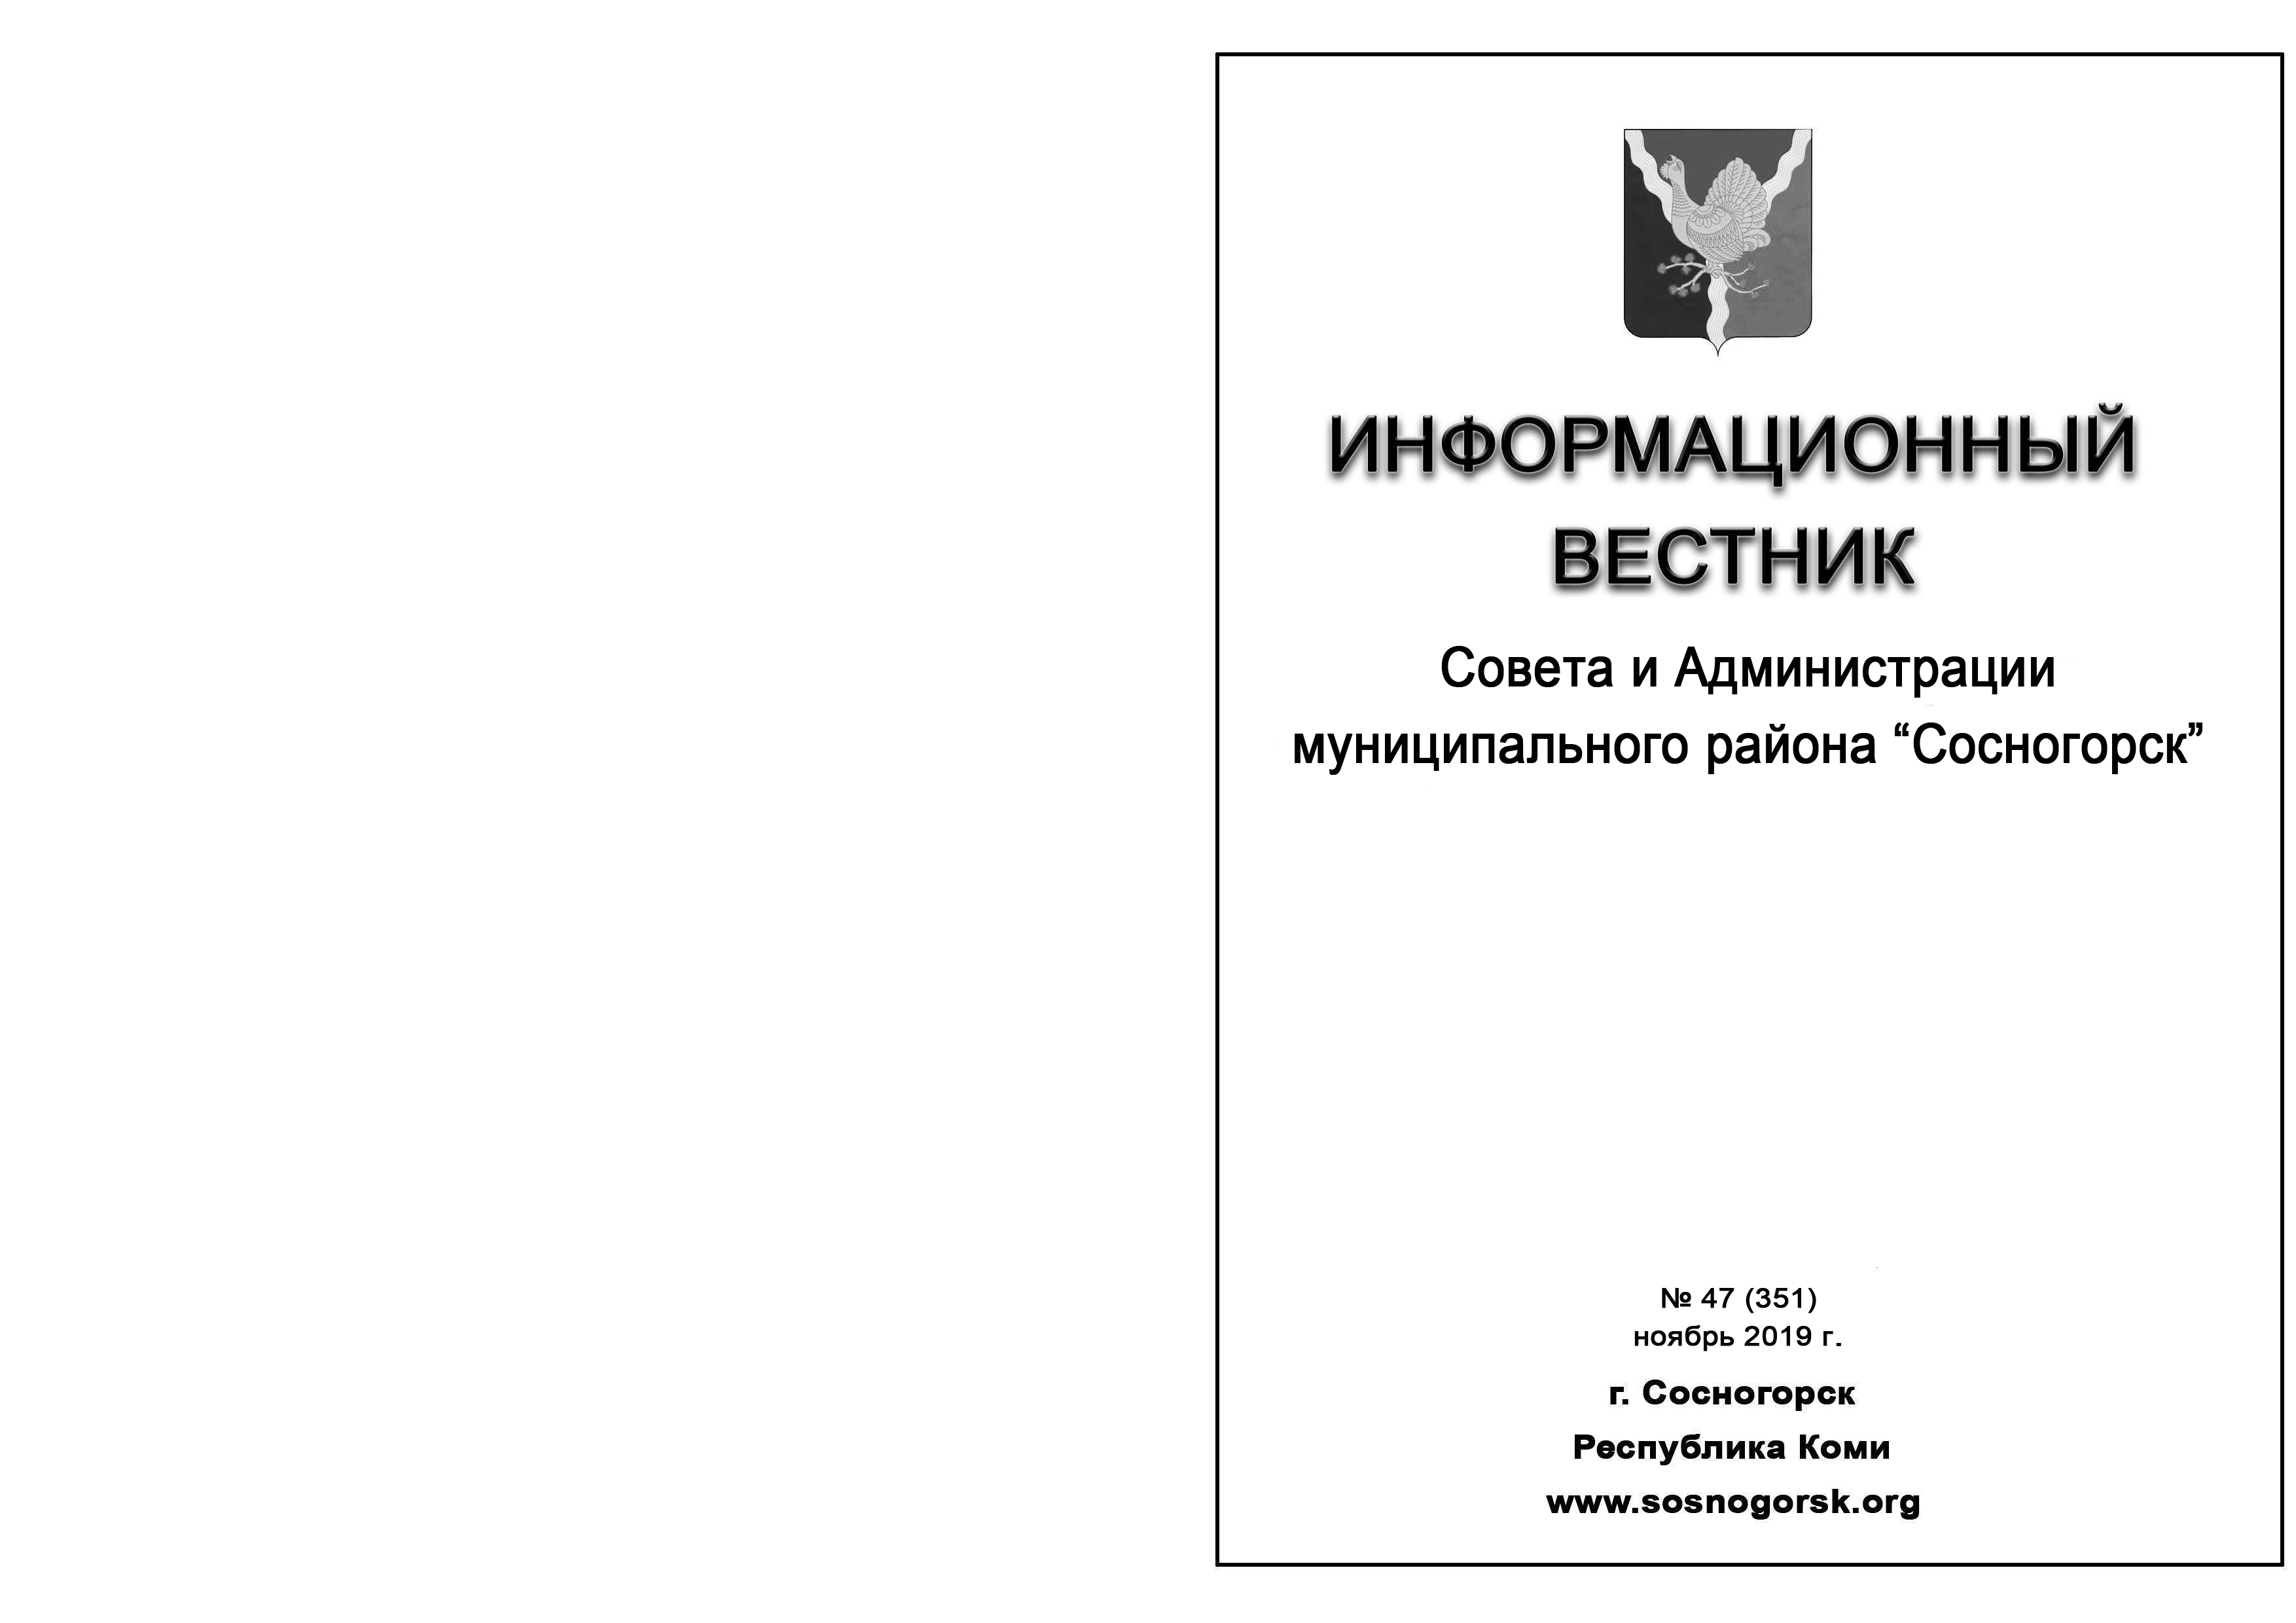 ИНФОРМАЦИОННЫЙ
ВЕСТНИК
Совета и Администрации
муниципального района “Сосногорск”
№ 47 (351)
ноябрь 2019 г.
г. Сосногорск
Республика Коми
www.sosnogorsk.org